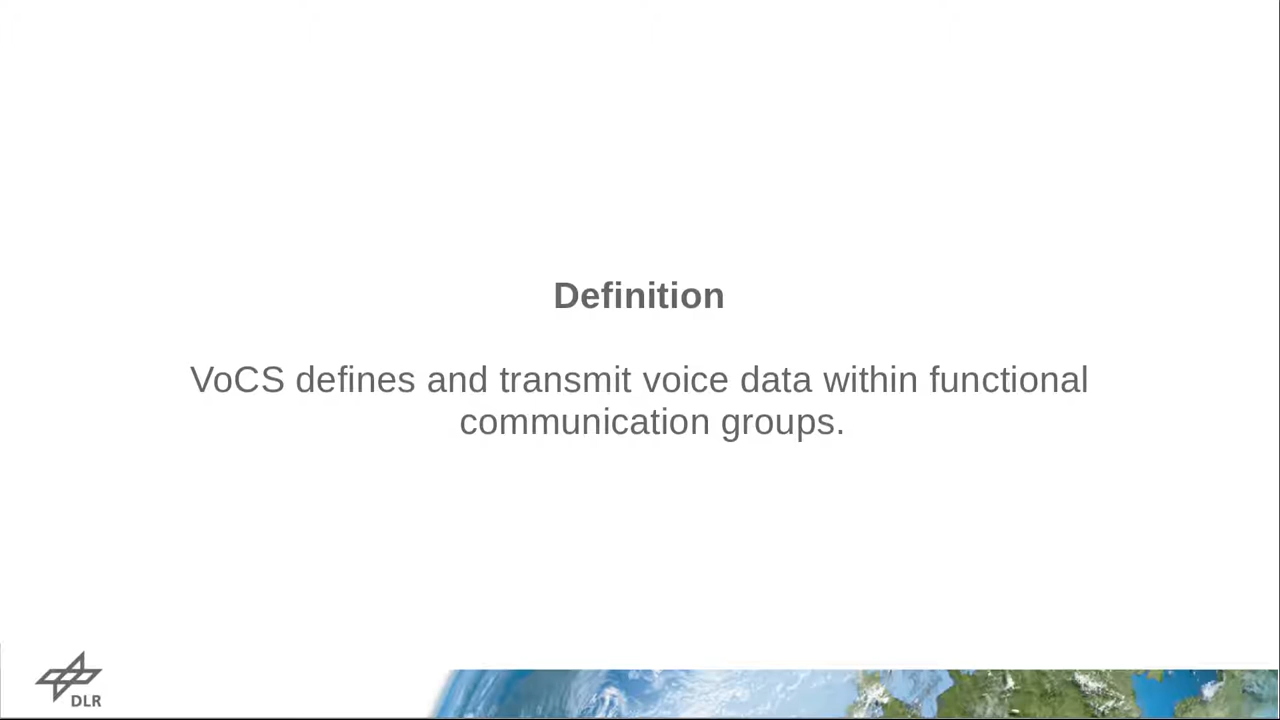 Definition
VoCS defines and transmit voice data within functional
communication groups.
DLR